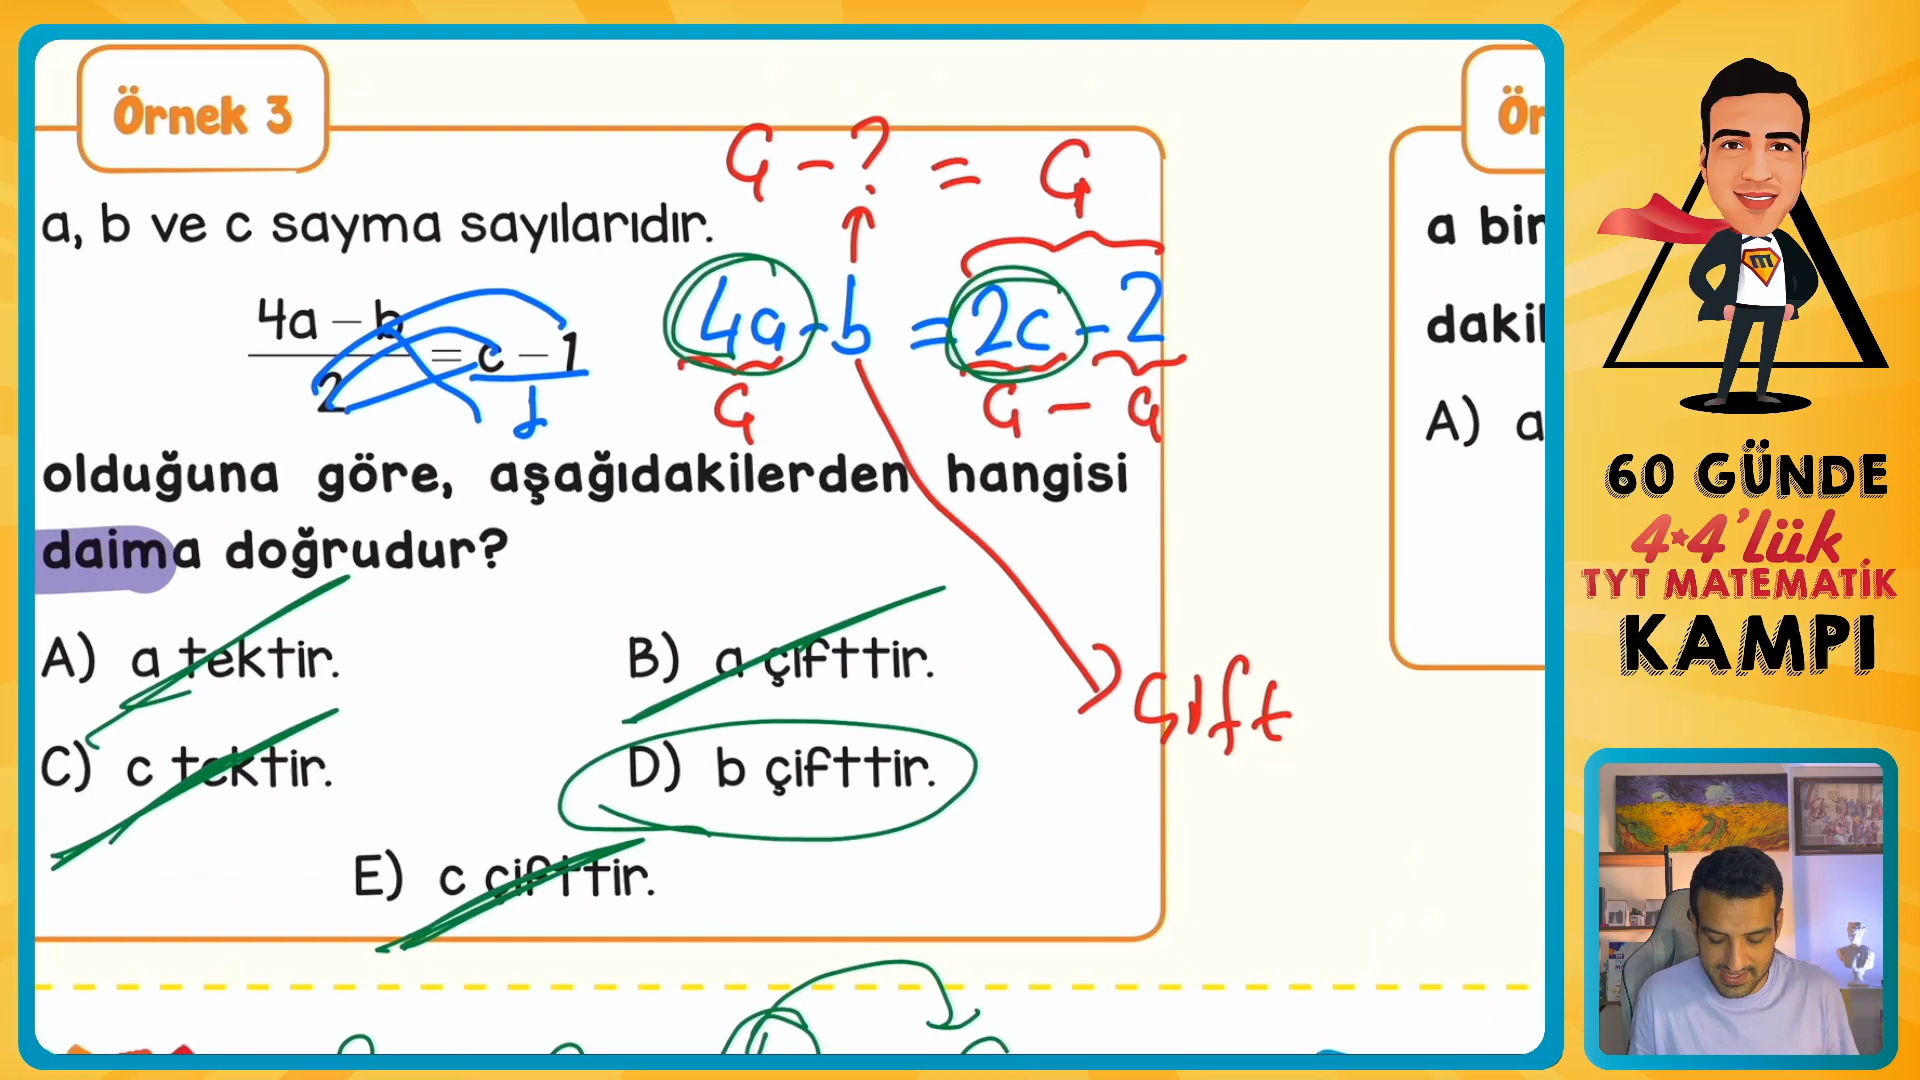 Örnek 3
Ç - ? = Ç
a, b ve c sayma sayılarıdır.
4a - b = 2c - 2
4a – b
= c – 1
2
1
Ç
Ç - Ç
olduğuna göre, aşağıdakilerden hangisi
daima doğrudur?
A) a tektir.
B) a çifttir.
çift
C) c tektir.
D) b çifttir.
E) c çifttir.
Ör
a bir
dakil
A) a
60 GÜNDE
4★4'lük
TYT MATEMATİK
KAMPI